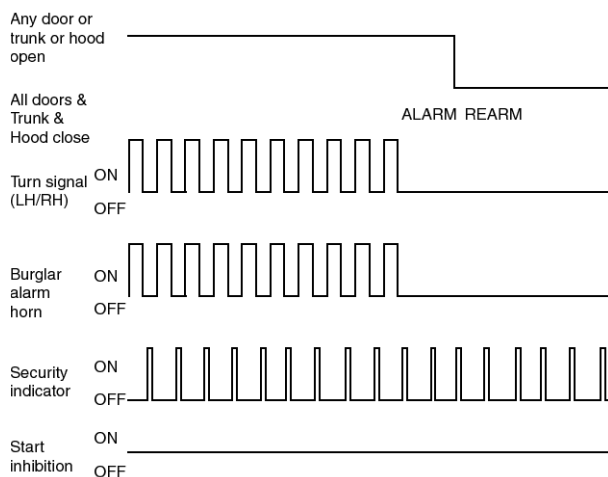 Any door or
trunk or hood
open
All doors &
Trunk &
Hood close
ALARM REARM
Turn signal
(LH/RH)
ON
OFF
Burglar
alarm
horn
ON
OFF
Security
indicator
ON
OFF
Start
inhibition
ON
OFF